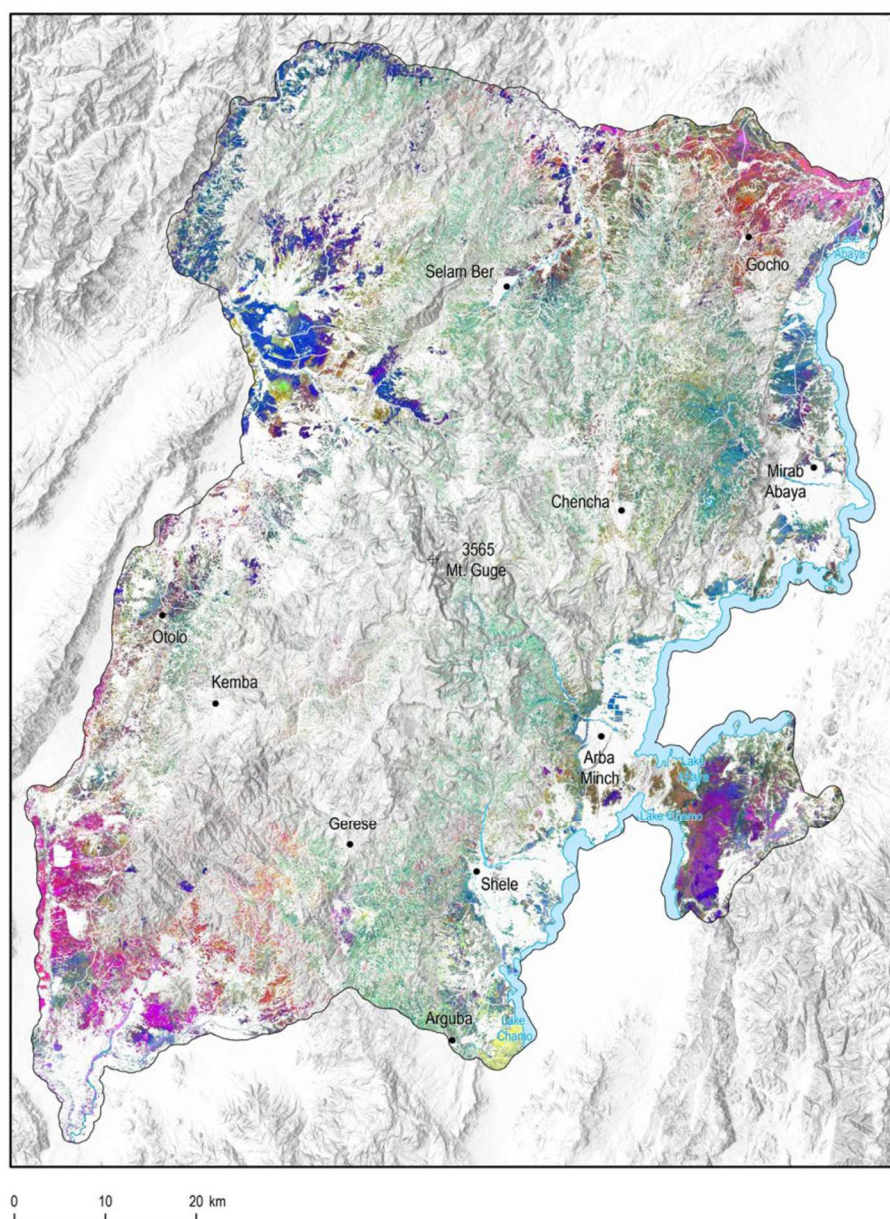 Lake
Abaya
Gocho
Selam Ber
Mirab
Abaya
Chencha
3565
Mt. Guge
Otolo
Kemba
Arba
Minch
Lake
Abaya
Lake Chamo
Gerese
Shele
Arguba
Lake
Chamo
0 10 20 km